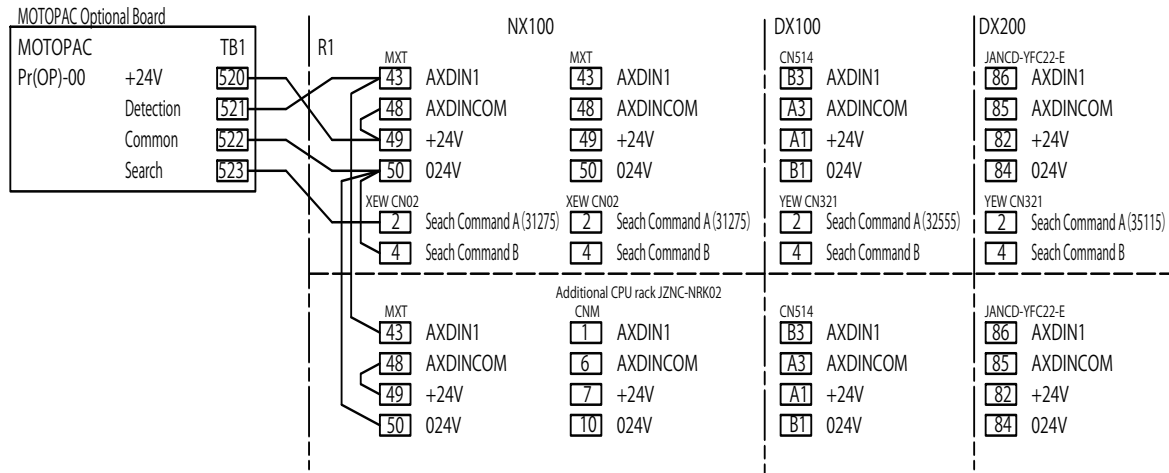 MOTOPAC Optional Board
MOTOPAC TB1
Pr(OP)-00 +24V 520
Detection 521
Common 522
Search 523
R1 NX100 DX100 DX200
MXT MXT CN514 JANCD-YFC22-E
43 AXDIN1 43 AXDIN1 B3 AXDIN1 86 AXDIN1
48 AXDINCOM 48 AXDINCOM A3 AXDINCOM 85 AXDINCOM
49 +24V 49 +24V A1 +24V 82 +24V
50 024V 50 024V B1 024V 84 024V
XEW CN02 XEW CN02 YEW CN321 YEW CN321
2 Seach Command A (31275) 2 Seach Command A (31275) 2 Seach Command A (32555) 2 Seach Command A (35115)
4 Seach Command B 4 Seach Command B 4 Seach Command B 4 Seach Command B
Additional CPU rack JZNC-NRK02
MXT CNM CN514 JANCD-YFC22-E
43 AXDIN1 1 AXDIN1 B3 AXDIN1 86 AXDIN1
48 AXDINCOM 6 AXDINCOM A3 AXDINCOM 85 AXDINCOM
49 +24V 7 +24V A1 +24V 82 +24V
50 024V 10 024V B1 024V 84 024V